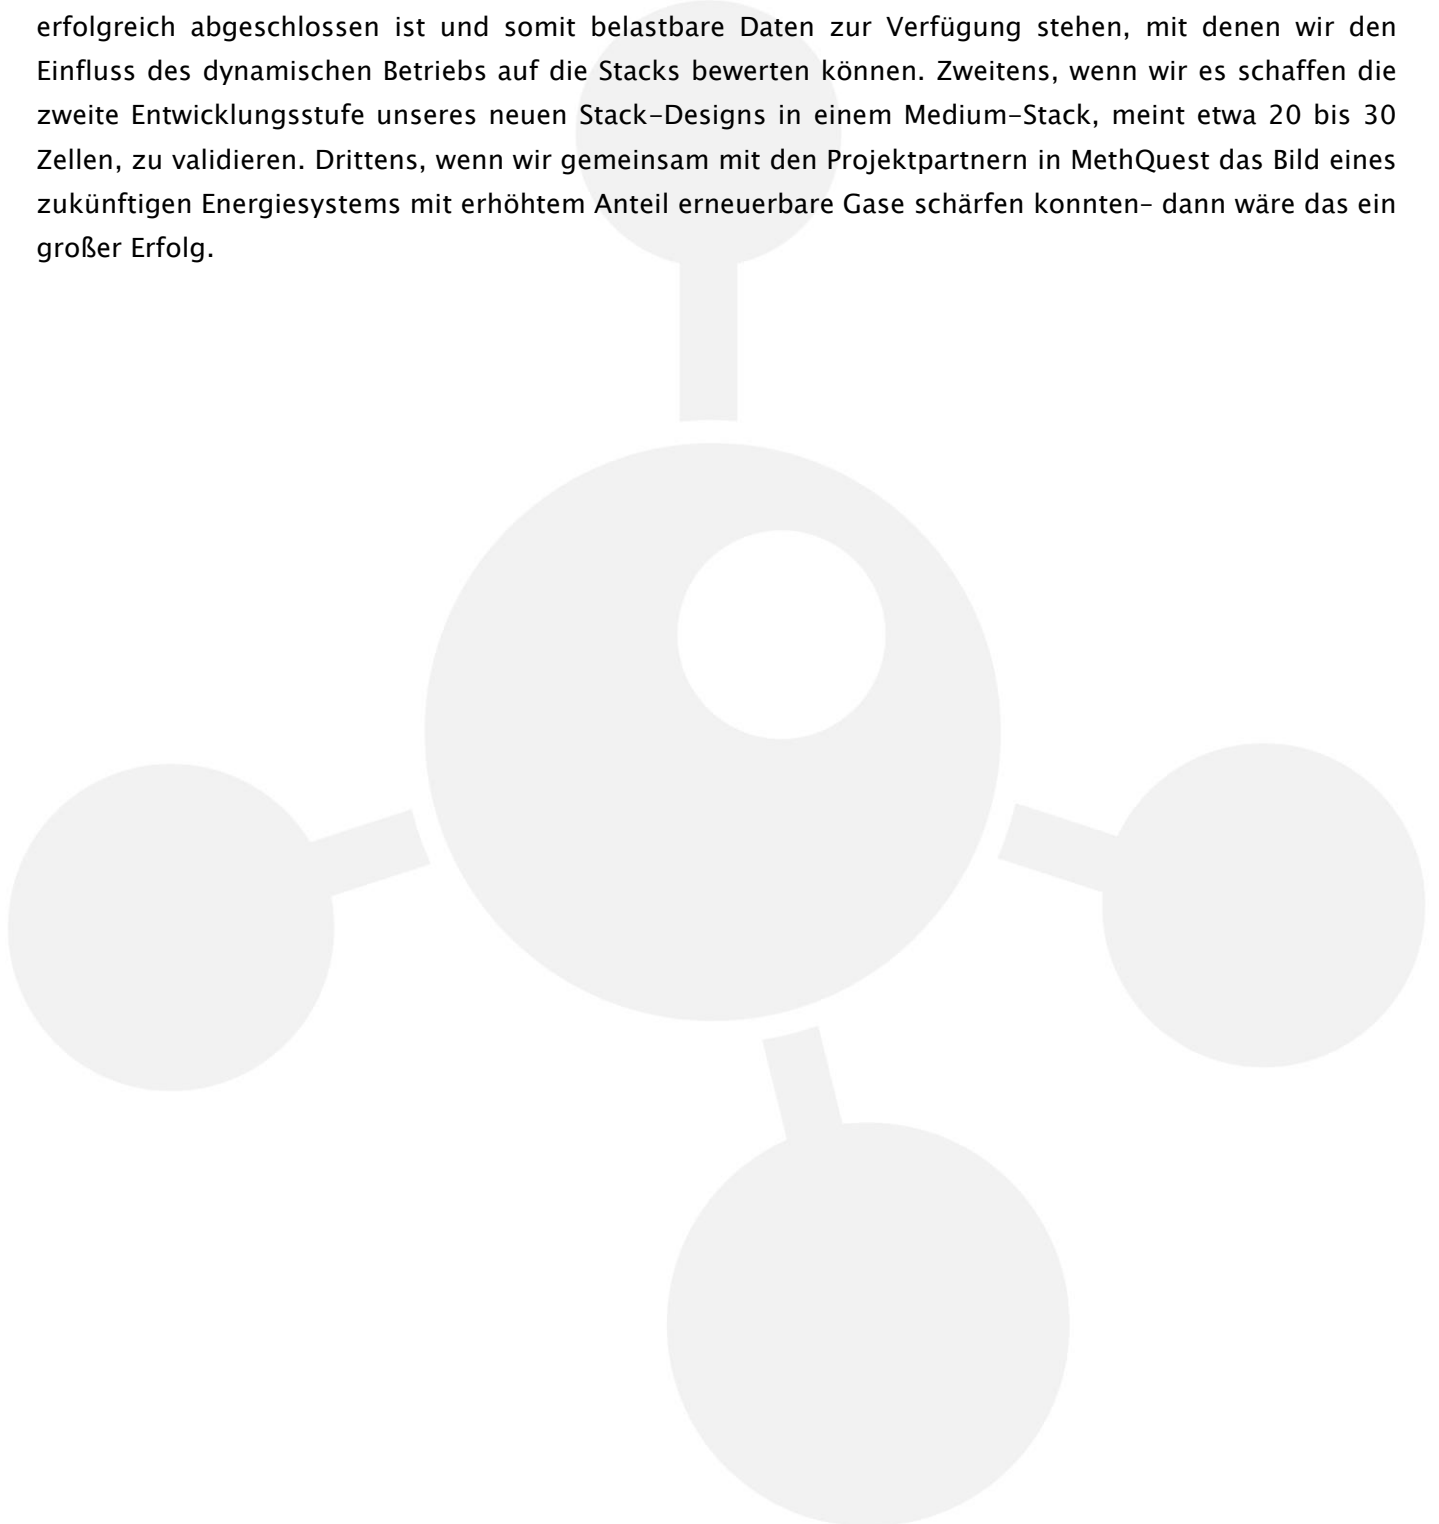 erfolgreich abgeschlossen ist und somit belastbare Daten zur Verfügung stehen, mit denen wir den
Einfluss des dynamischen Betriebs auf die Stacks bewerten können. Zweitens, wenn wir es schaffen die
zweite Entwicklungsstufe unseres neuen Stack-Designs in einem Medium-Stack, meint etwa 20 bis 30
Zellen, zu validieren. Drittens, wenn wir gemeinsam mit den Projektpartnern in MethQuest das Bild eines
zukünftigen Energiesystems mit erhöhtem Anteil erneuerbare Gase schärfen konnten– dann wäre das ein
großer Erfolg.